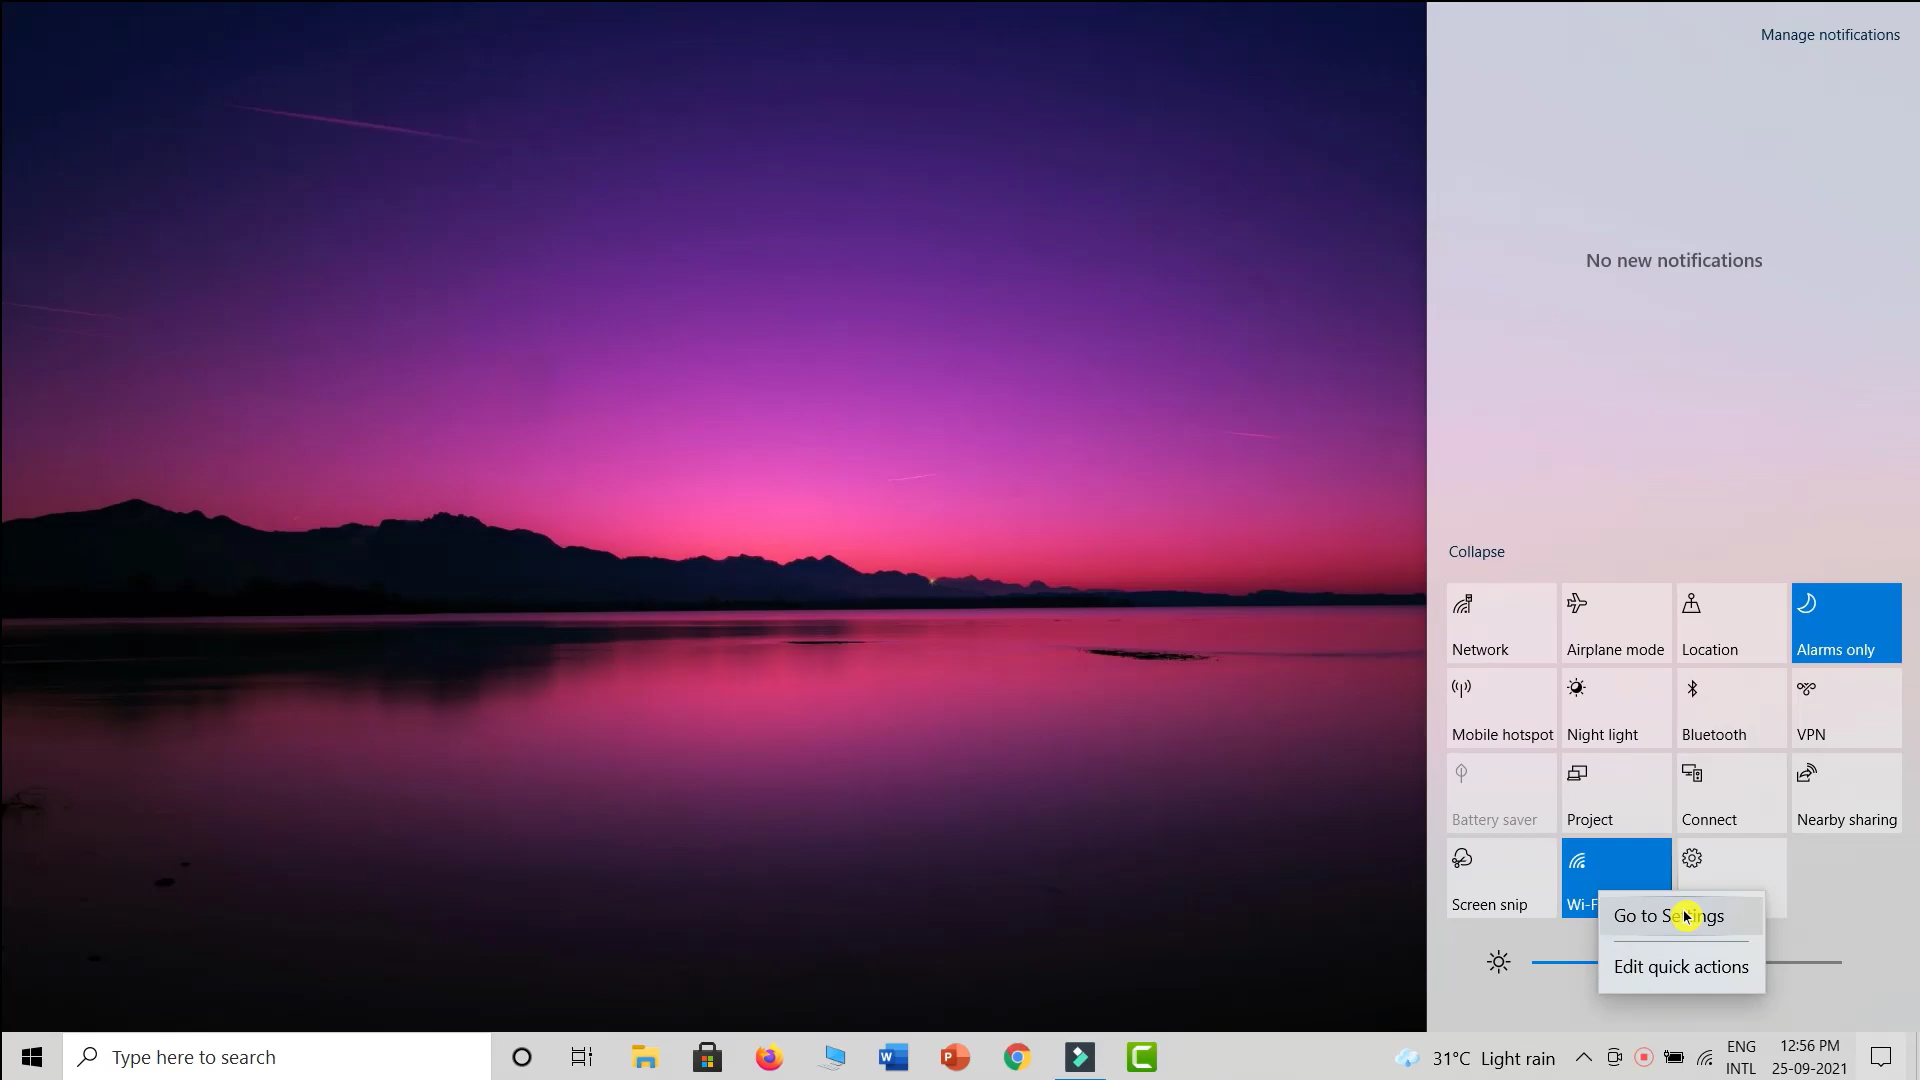 Manage notifications
No new notifications
Collapse
Network
Airplane mode
Location
Alarms only
Mobile hotspot
Night light
Bluetooth
VPN
Battery saver
Project
Connect
Nearby sharing
Screen snip
Wi-F
Go to Settings
Edit quick actions
Type here to search
31°C Light rain
ENG
INTL
12:56 PM
25-09-2021